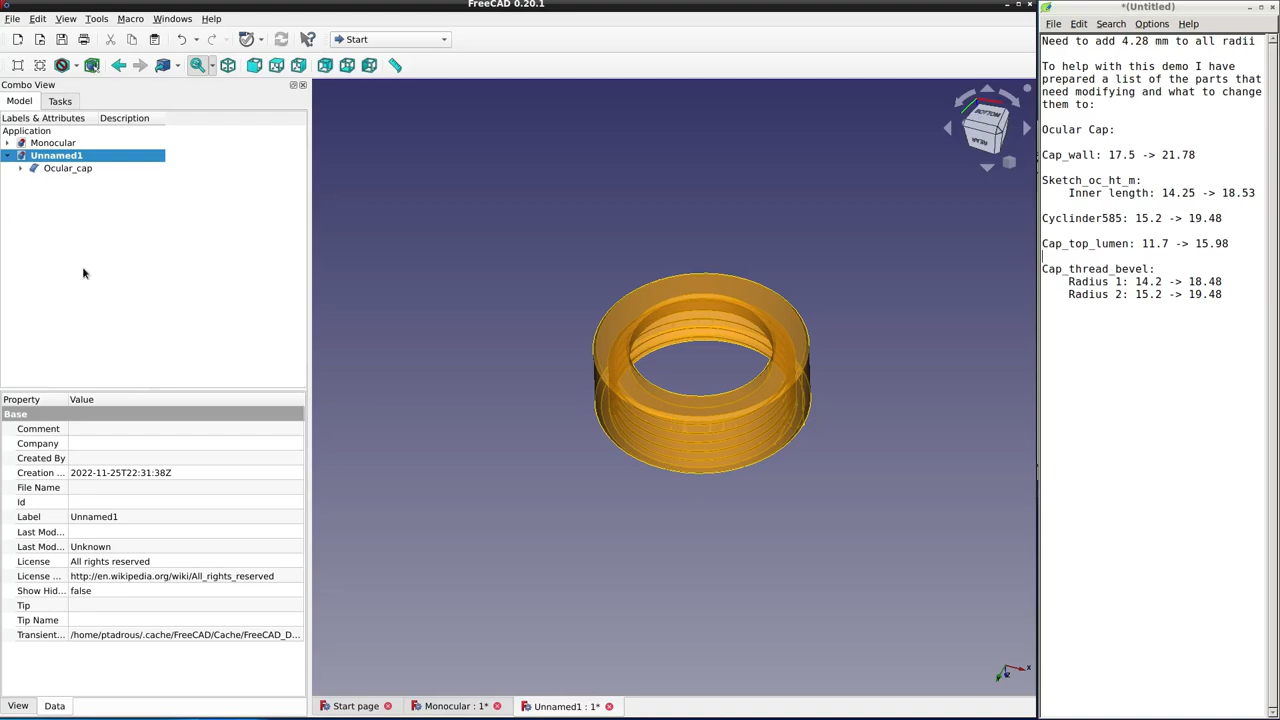 FreeCAD 0.20.1
File Edit View Tools Macro Windows Help
Start
Combo View
Model Tasks
Labels & Attributes Description
Application
Monocular
Unnamed1
Ocular_cap
Property Value
Base
Comment
Company
Created By
Creation ... 2022-11-25T22:31:38Z
File Name
Id
Label Unnamed1
Last Mod...
Last Mod... Unknown
License All rights reserved
License ... http://en.wikipedia.org/wiki/All_rights_reserved
Show Hid... false
Tip
Tip Name
Transient... /home/ptadrous/.cache/FreeCAD/Cache/FreeCAD_D...
View Data
BOTTOM
REAR
x
Start page Monocular : 1* Unnamed1 : 1*
*(Untitled)
File Edit Search Options Help
Need to add 4.28 mm to all radii
To help with this demo I have
prepared a list of the parts that
need modifying and what to change
them to:
Ocular Cap:
Cap_wall: 17.5 -> 21.78
Sketch_oc_ht_m:
Inner length: 14.25 -> 18.53
Cyclinder585: 15.2 -> 19.48
Cap_top_lumen: 11.7 -> 15.98
Cap_thread_bevel:
Radius 1: 14.2 -> 18.48
Radius 2: 15.2 -> 19.48